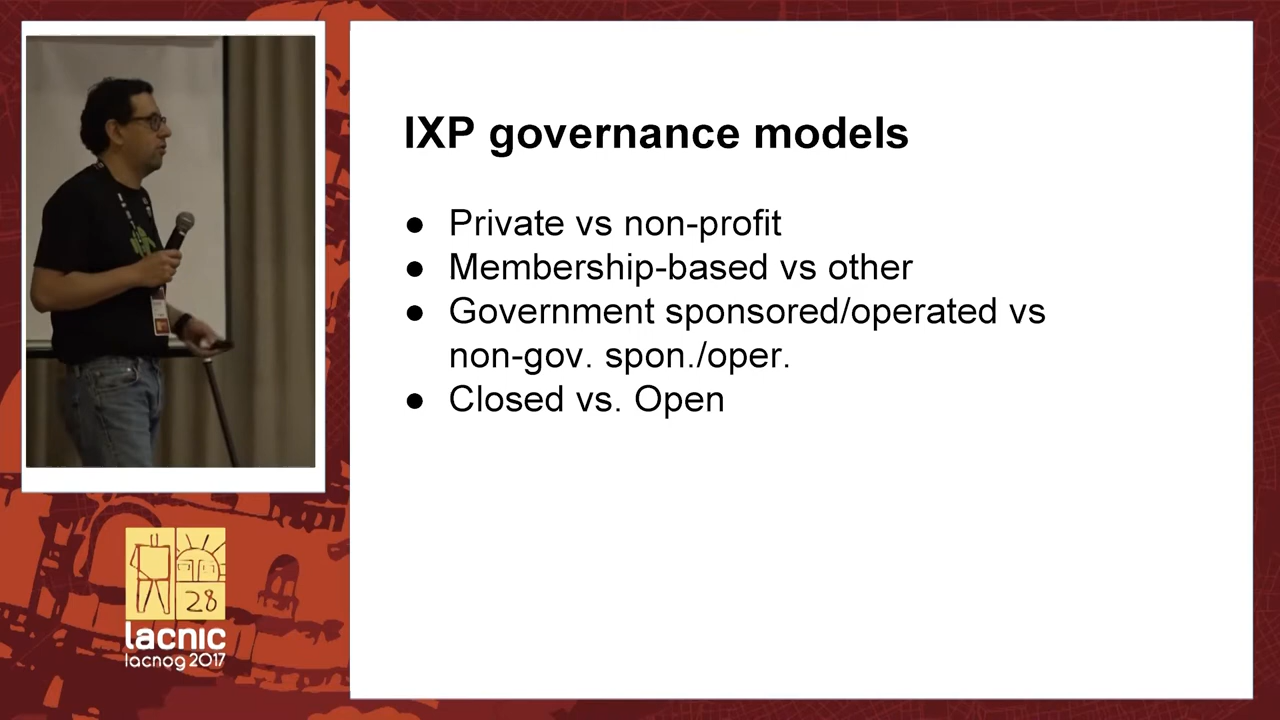 IXP governance models
● Private vs non-profit
● Membership-based vs other
● Government sponsored/operated vs
non-gov. spon./oper.
● Closed vs. Open
28
lacnic
lacnog 2017